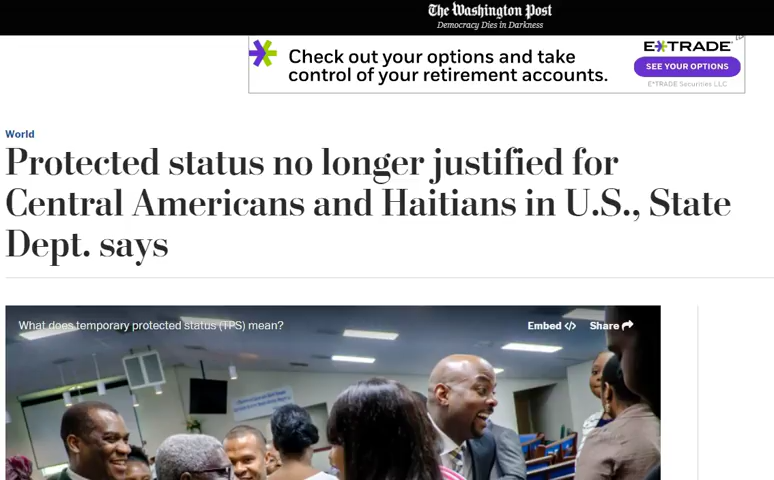 The Washington Post
Democracy Dies in Darkness
Check out your options and take
control of your retirement accounts.
E*TRADE
SEE YOUR OPTIONS
E*TRADE Securities LLC
World
Protected status no longer justified for
Central Americans and Haitians in U.S., State
Dept. says
What does temporary protected status (TPS) mean?
Embed </>
Share